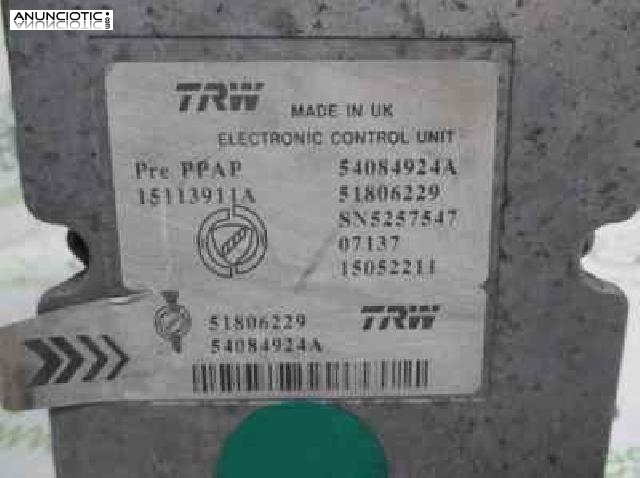 ANUNCIOTIC.com
TRW
MADE IN UK
ELECTRONIC CONTROL UNIT
Pre PPAP 54084924A
15113911A 51806229
SN5257547
07137
15052211
51806229 TRW
54084924A